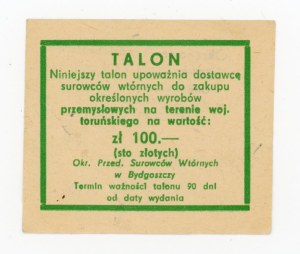 TALON
Niniejszy talon upoważnia dostawcę
surowców wtórnych do zakupu
określonych wyrobów
przemysłowych na terenie woj.
toruńskiego na wartość:
zł 100.—
(sto złotych)
Okr. Przed. Surowców Wtórnych
w Bydgoszczy
Termin ważności talonu 90 dni
od daty wydania